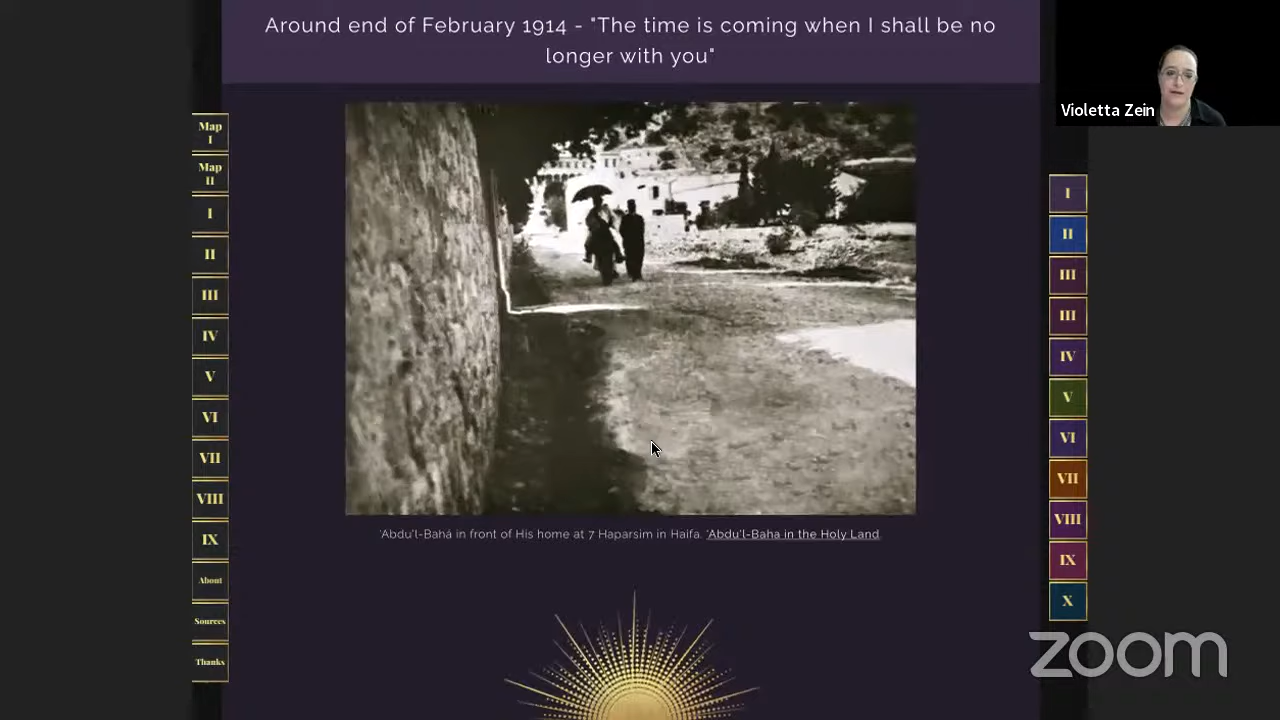 Around end of February 1914 - "The time is coming when I shall be no
longer with you"
Violetta Zein
Map
I
Map
II
I
II
III
IV
V
VI
VII
VIII
IX
About
Sources
Thanks
'Abdu'l-Bahá in front of His home at 7 Haparsim in Haifa. 'Abdu'l-Baha in the Holy Land.
I
II
III
III
IV
V
VI
VII
VIII
IX
X
zoom